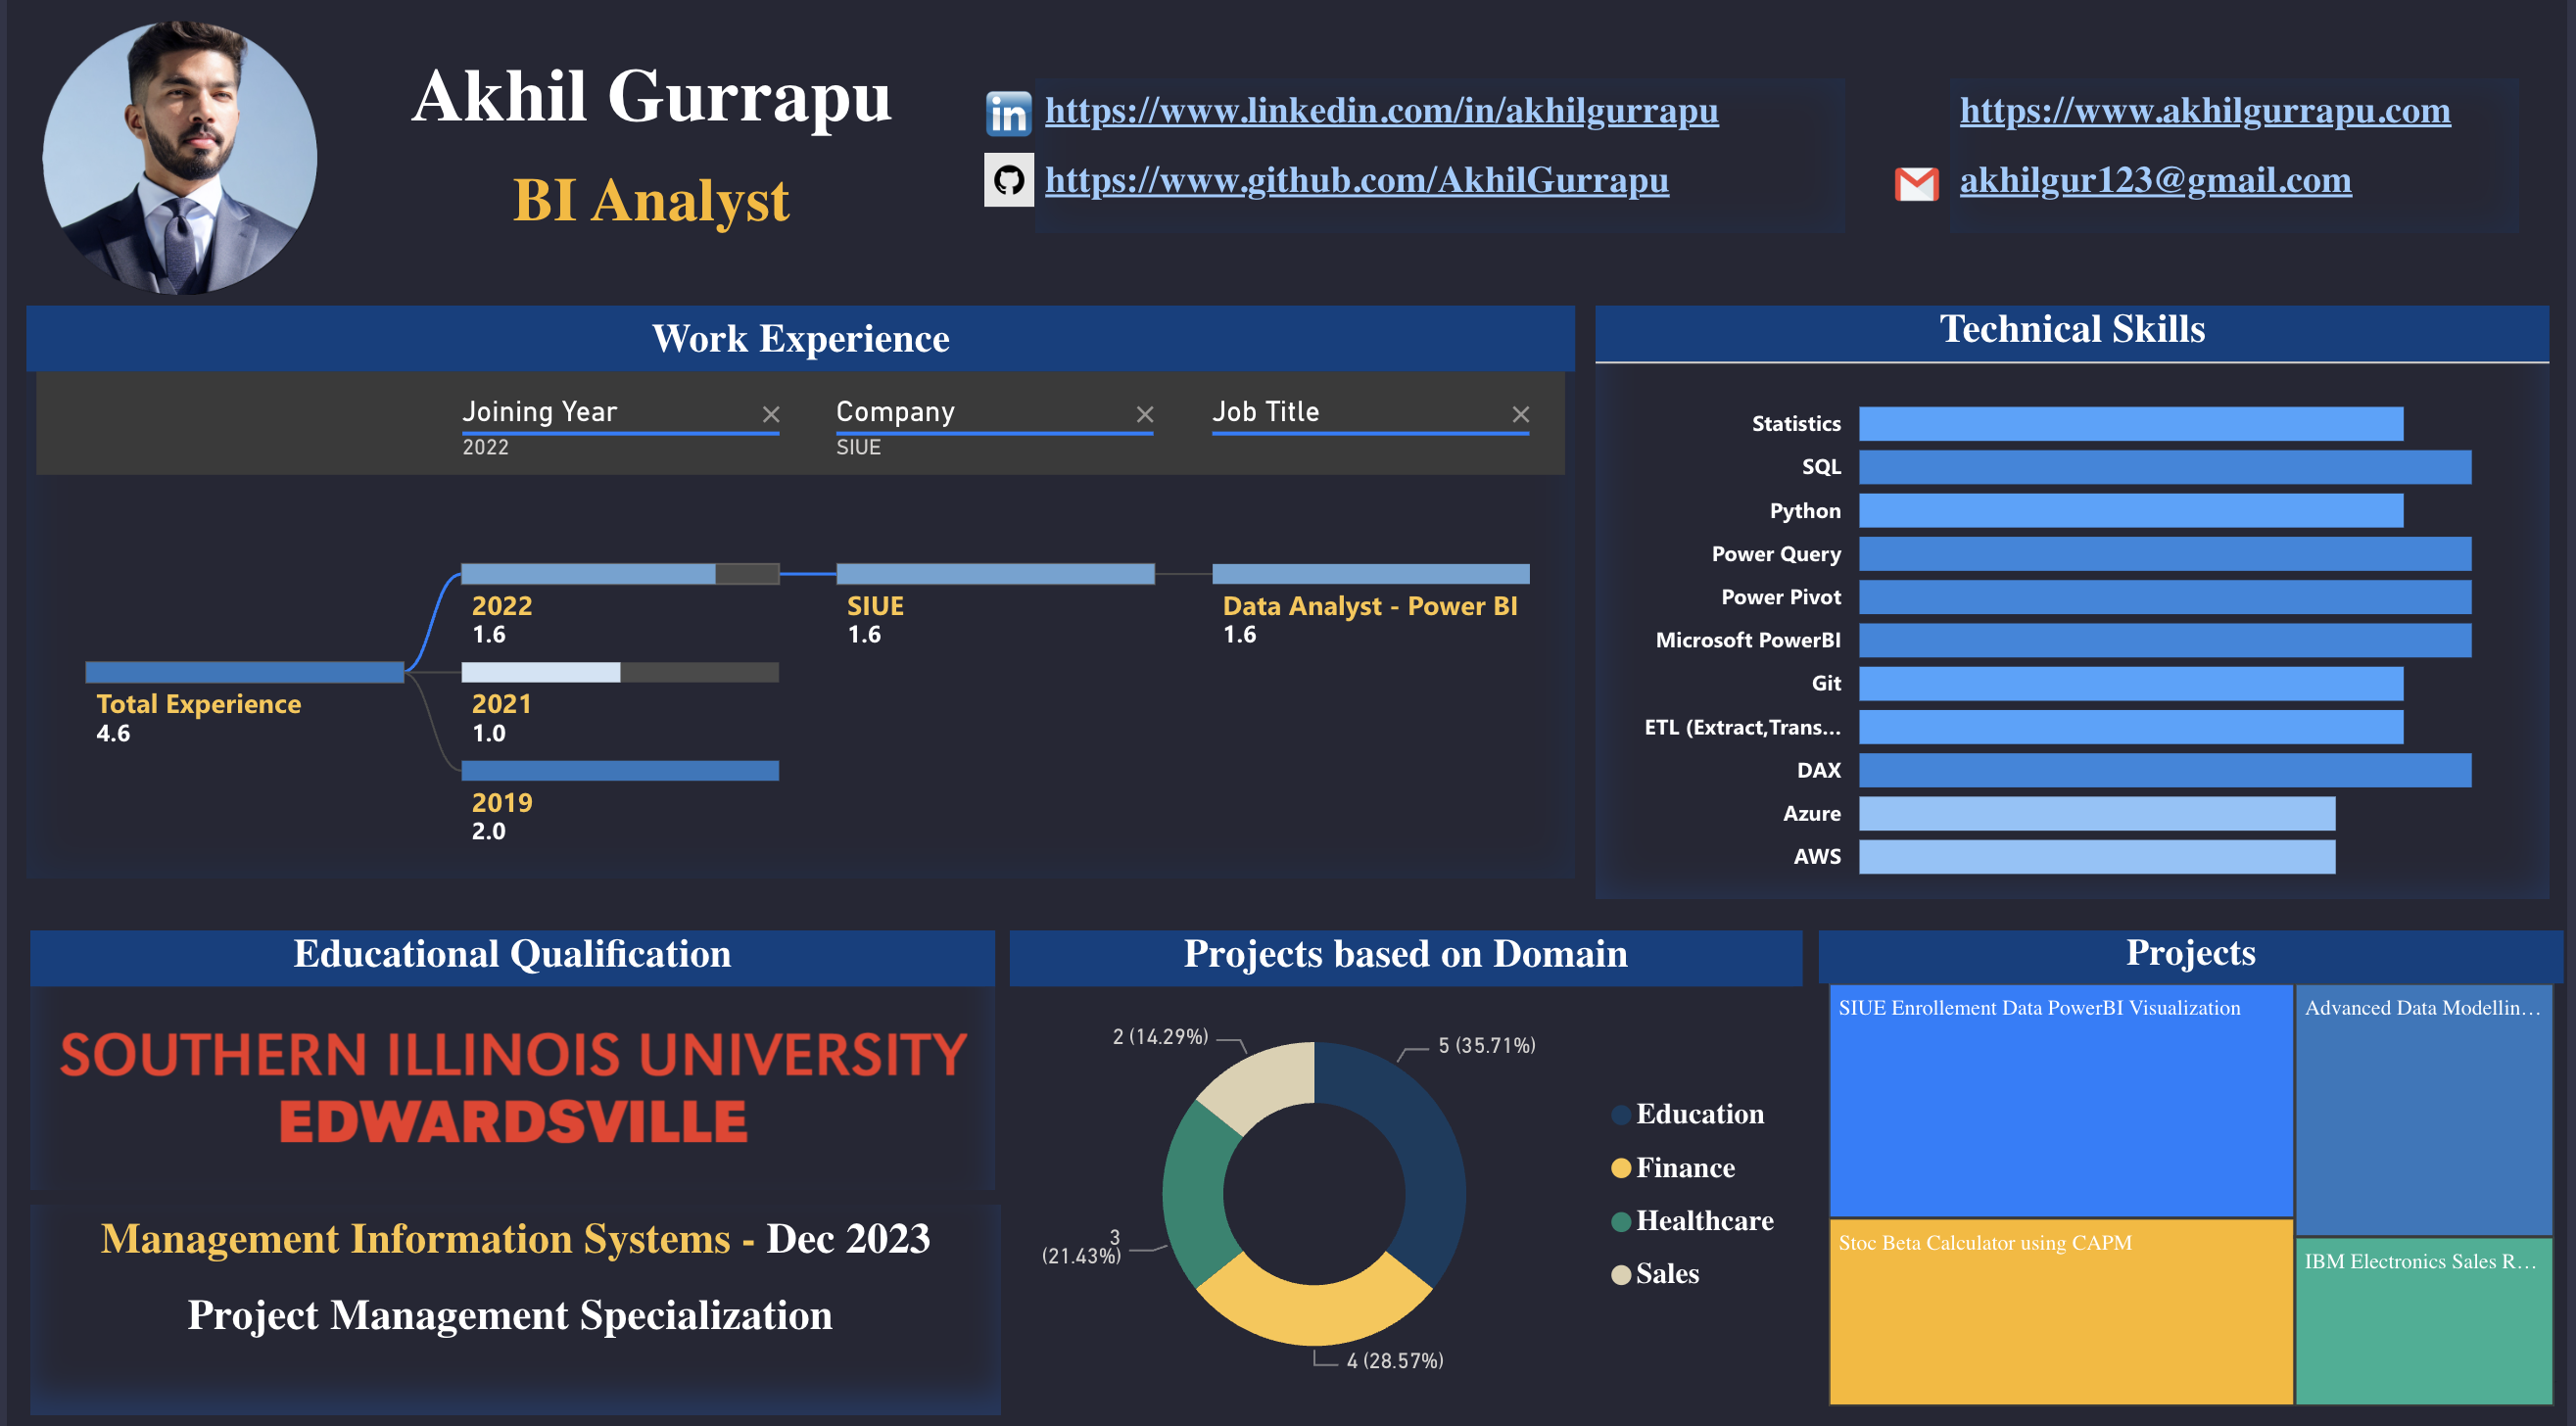 Akhil Gurrapu
BI Analyst
in https://www.linkedin.com/in/akhilgurrapu
https://www.github.com/AkhilGurrapu
https://www.akhilgurrapu.com
akhilgur123@gmail.com
Work Experience
Joining Year
2022
Company
SIUE
Job Title
Total Experience
4.6
2022
1.6
2021
1.0
2019
2.0
SIUE
1.6
Data Analyst - Power BI
1.6
Technical Skills
Statistics
SQL
Python
Power Query
Power Pivot
Microsoft PowerBI
Git
ETL (Extract,Trans...
DAX
Azure
AWS
Educational Qualification
SOUTHERN ILLINOIS UNIVERSITY
EDWARDSVILLE
Management Information Systems - Dec 2023
Project Management Specialization
Projects based on Domain
2 (14.29%)
5 (35.71%)
3
(21.43%)
4 (28.57%)
Education
Finance
Healthcare
Sales
Projects
SIUE Enrollement Data PowerBI Visualization
Advanced Data Modellin...
Stoc Beta Calculator using CAPM
IBM Electronics Sales R...